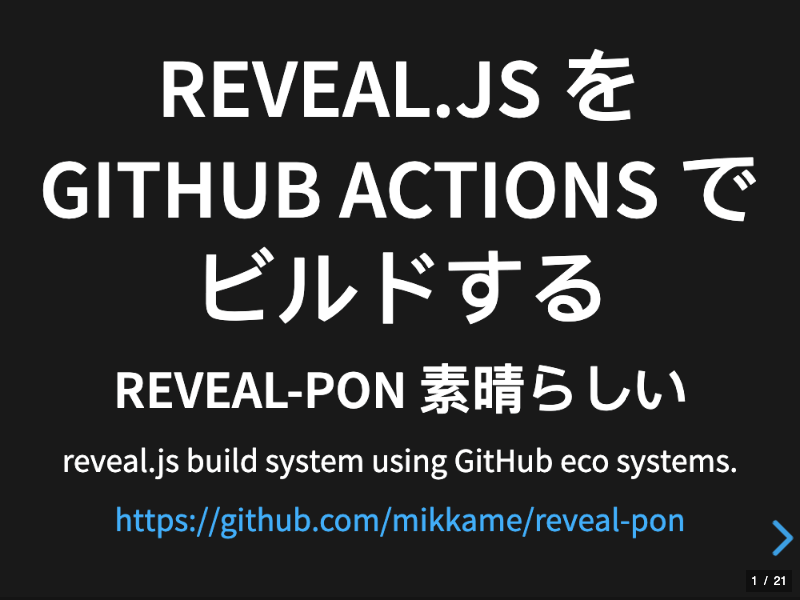 REVEAL.JS を
GITHUB ACTIONS で
ビルドする
REVEAL-PON 素晴らしい
reveal.js build system using GitHub eco systems.
https://github.com/mikkame/reveal-pon
1 / 21